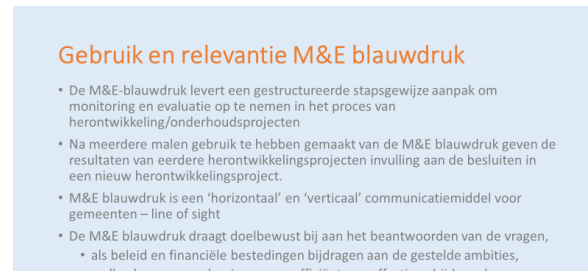 Gebruik en relevantie M&E blauwdruk
• De M&E-blauwdruk levert een gestructureerde stapsgewijze aanpak om
monitoring en evaluatie op te nemen in het proces van
herontwikkeling/onderhoudsprojecten
• Na meerdere malen gebruik te hebben gemaakt van de M&E blauwdruk geven de
resultaten van eerdere herontwikkelingsprojecten invulling aan de besluiten in
een nieuw herontwikkelingsproject.
• M&E blauwdruk is een ‘horizontaal’ en ‘verticaal’ communicatiemiddel voor
gemeenten – line of sight
• De M&E blauwdruk draagt doelbewust bij aan het beantwoorden van de vragen,
• als beleid en financiële bestedingen bijdragen aan de gestelde ambities,